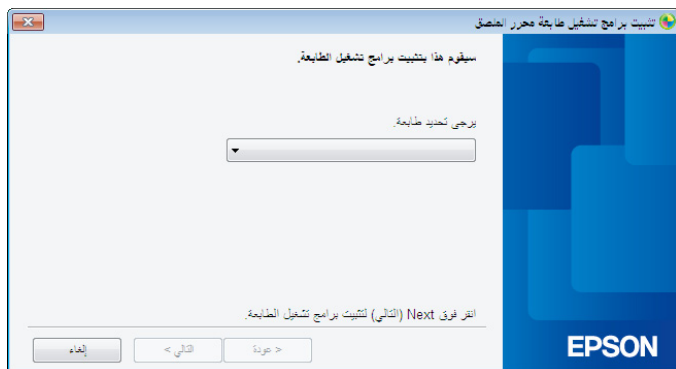 تثبيت برامج تشغيل طابعة محرر الملصق
سيقوم هذا بتثبيت برامج تشغيل الطابعة.
يرجى تحديد طابعة.
انقر فوق Next (التالي) لتثبيت برامج تشغيل الطابعة.
< عودة
التالي >
إلغاء
EPSON